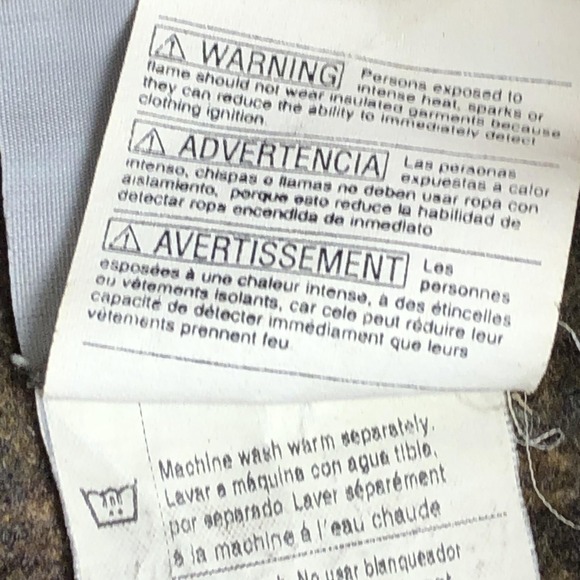 WARNING Persons exposed to
intense heat, sparks or
flame should not wear insulated garments because
they can reduce the ability to immediately detect
clothing ignition.
ADVERTENCIA Las personas
expuestas a calor
intenso, chispas o llamas no deben usar ropa con
aislamiento, porque esto reduce la habilidad de
detectar ropa encendida de inmediato
AVERTISSEMENT Les
personnes
esposées à une chaleur intense, à des étincelles
ou vêtements isolants, car cele peut réduire leur
capacité de détecter immédiament que leurs
vêtements prennent feu
Machine wash warm separately.
Lavar a máquina con agua tibia,
por separado Laver séparément
à la machine à l'eau chaude
No usar blanqueador